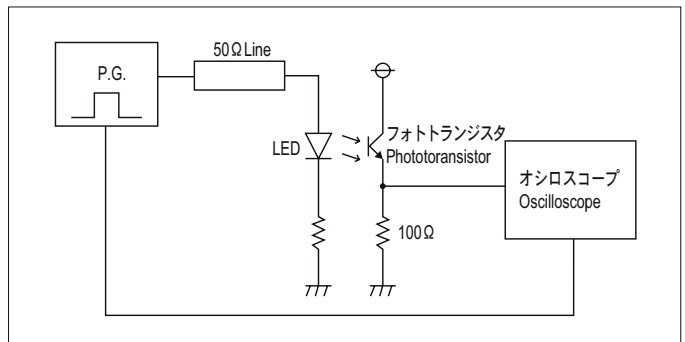 50Ω Line
P.G.
LED
フォトトランジスタ
Phototoransistor
オシロスコープ
Oscilloscope
100Ω